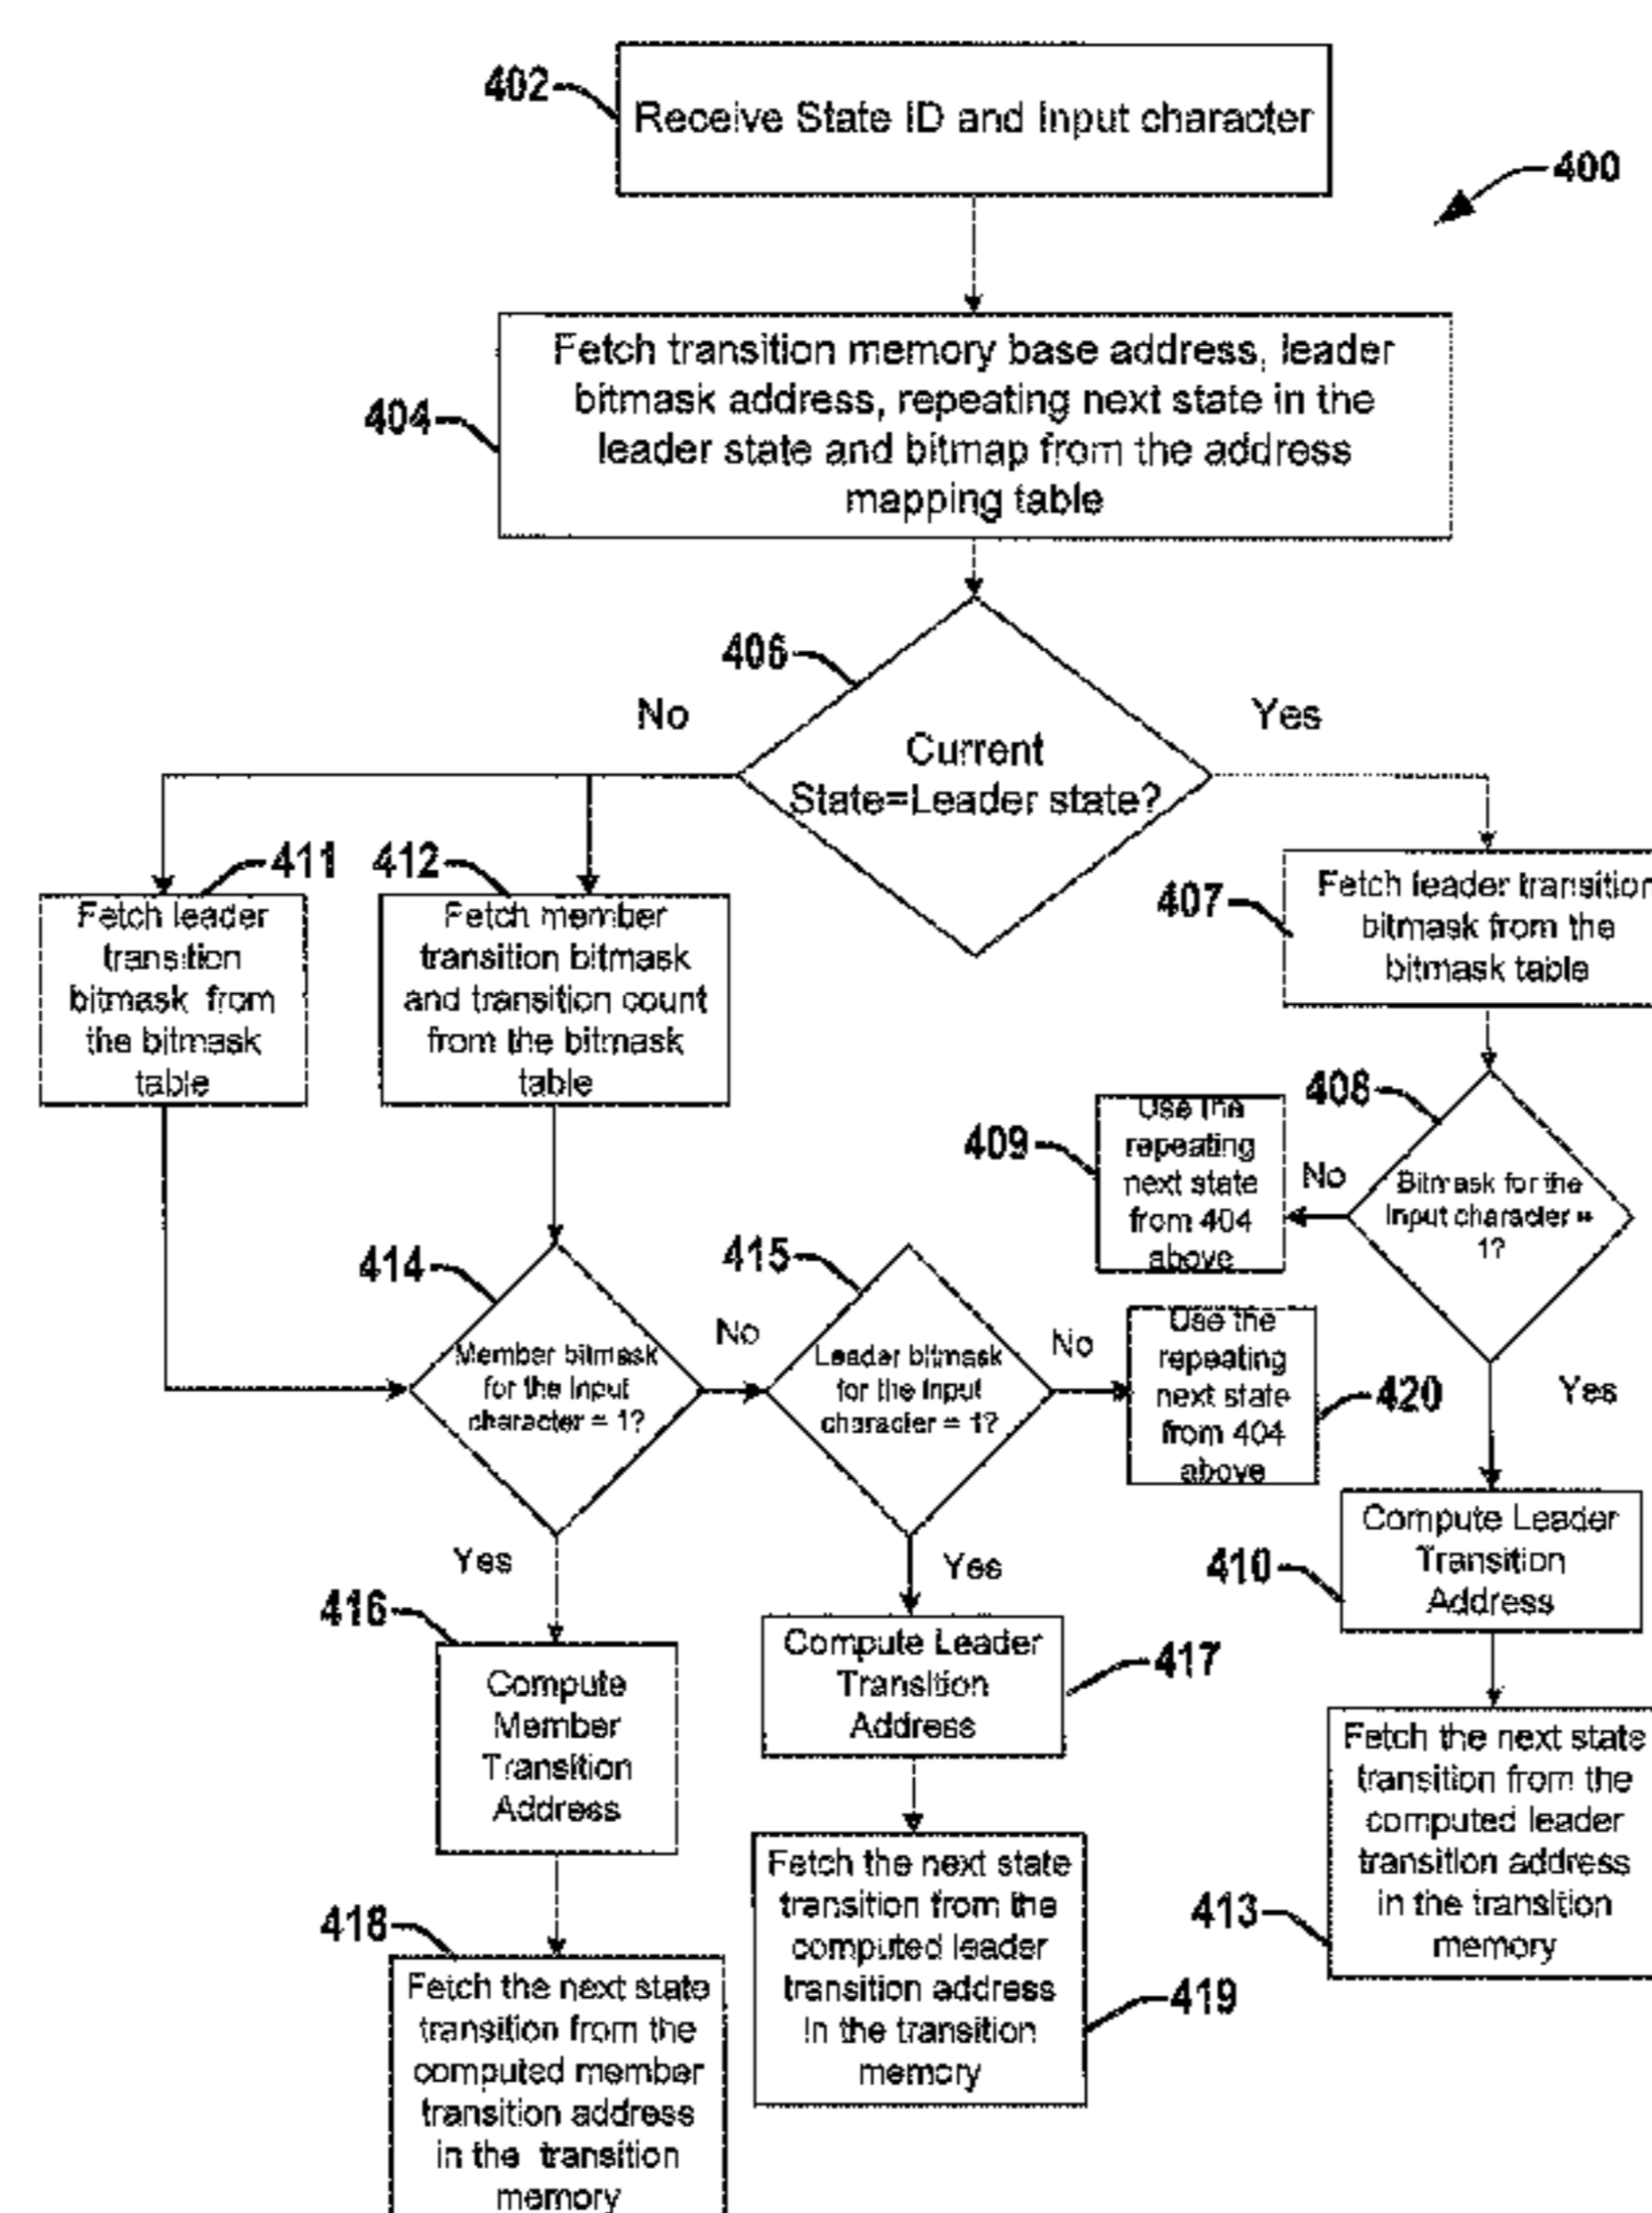 402
Receive State ID and Input character
400
404
Fetch transition memory base address, leader
bitmask address, repeating next state in the
leader state and bitmap from the address
mapping table
406
No
Yes
Current
State=Leader state?
411
412
407
Fetch leader
transition
bitmask from
the bitmask
table
Fetch member
transition bitmask
and transition count
from the bitmask
table
Fetch leader transition
bitmask from the
bitmask table
408
409
Use the
repeating
next state
from 404
above
No
Bitmask for the
Input character =
1?
414
415
Member bitmask
for the Input
character = 1?
No
Leader bitmask
for the Input
character = 1?
No
Use the
repeating
next state
from 404
above
420
Yes
Yes
Yes
410
Compute Leader
Transition
Address
416
Compute
Member
Transition
Address
Compute Leader
Transition
Address
417
413
Fetch the next state
transition from the
computed leader
transition address
in the transition
memory
418
Fetch the next state
transition from the
computed member
transition address
in the transition
memory
Fetch the next state
transition from the
computed leader
transition address
In the transition
memory
419